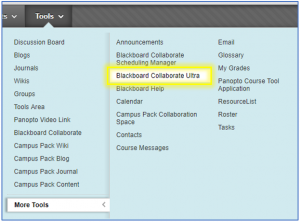 s
Tools
Discussion Board
Blogs
Journals
Wikis
Groups
Tools Area
Panopto Video Link
Blackboard Collaborate
Campus Pack Wiki
Campus Pack Blog
Campus Pack Journal
Campus Pack Content
More Tools
Announcements
Blackboard Collaborate
Scheduling Manager
Blackboard Collaborate Ultra
Blackboard Help
Calendar
Campus Pack Collaboration
Space
Contacts
Course Messages
Email
Glossary
My Grades
Panopto Course Tool
Application
ResourceList
Roster
Tasks